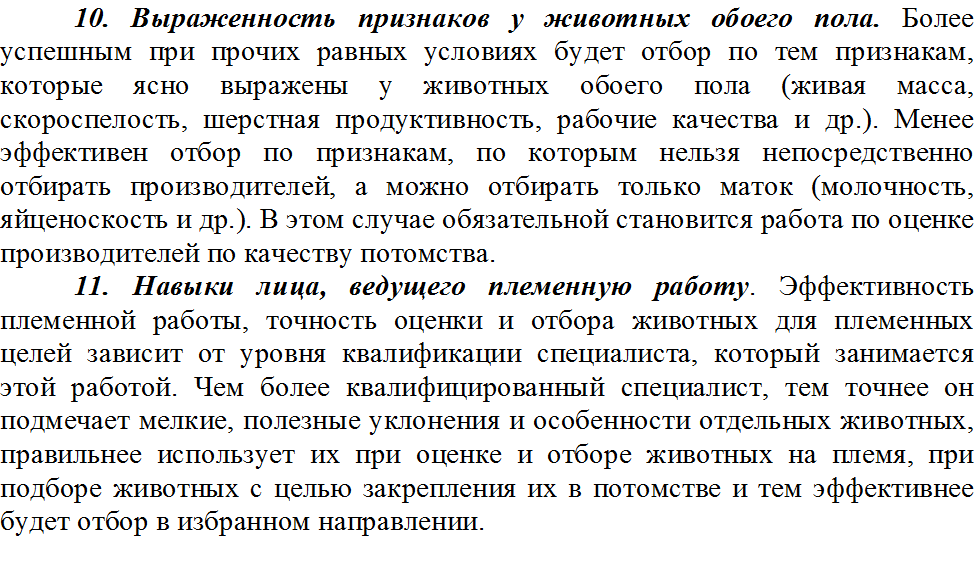 10. Выраженность признаков у животных обоего пола. Более
успешным при прочих равных условиях будет отбор по тем признакам,
которые ясно выражены у животных обоего пола (живая масса,
скороспелость, шерстная продуктивность, рабочие качества и др.). Менее
эффективен отбор по признакам, по которым нельзя непосредственно
отбирать производителей, а можно отбирать только маток (молочность,
яйценоскость и др.). В этом случае обязательной становится работа по оценке
производителей по качеству потомства.
11. Навыки лица, ведущего племенную работу. Эффективность
племенной работы, точность оценки и отбора животных для племенных
целей зависит от уровня квалификации специалиста, который занимается
этой работой. Чем более квалифицированный специалист, тем точнее он
подмечает мелкие, полезные уклонения и особенности отдельных животных,
правильнее использует их при оценке и отборе животных на племя, при
подборе животных с целью закрепления их в потомстве и тем эффективнее
будет отбор в избранном направлении.